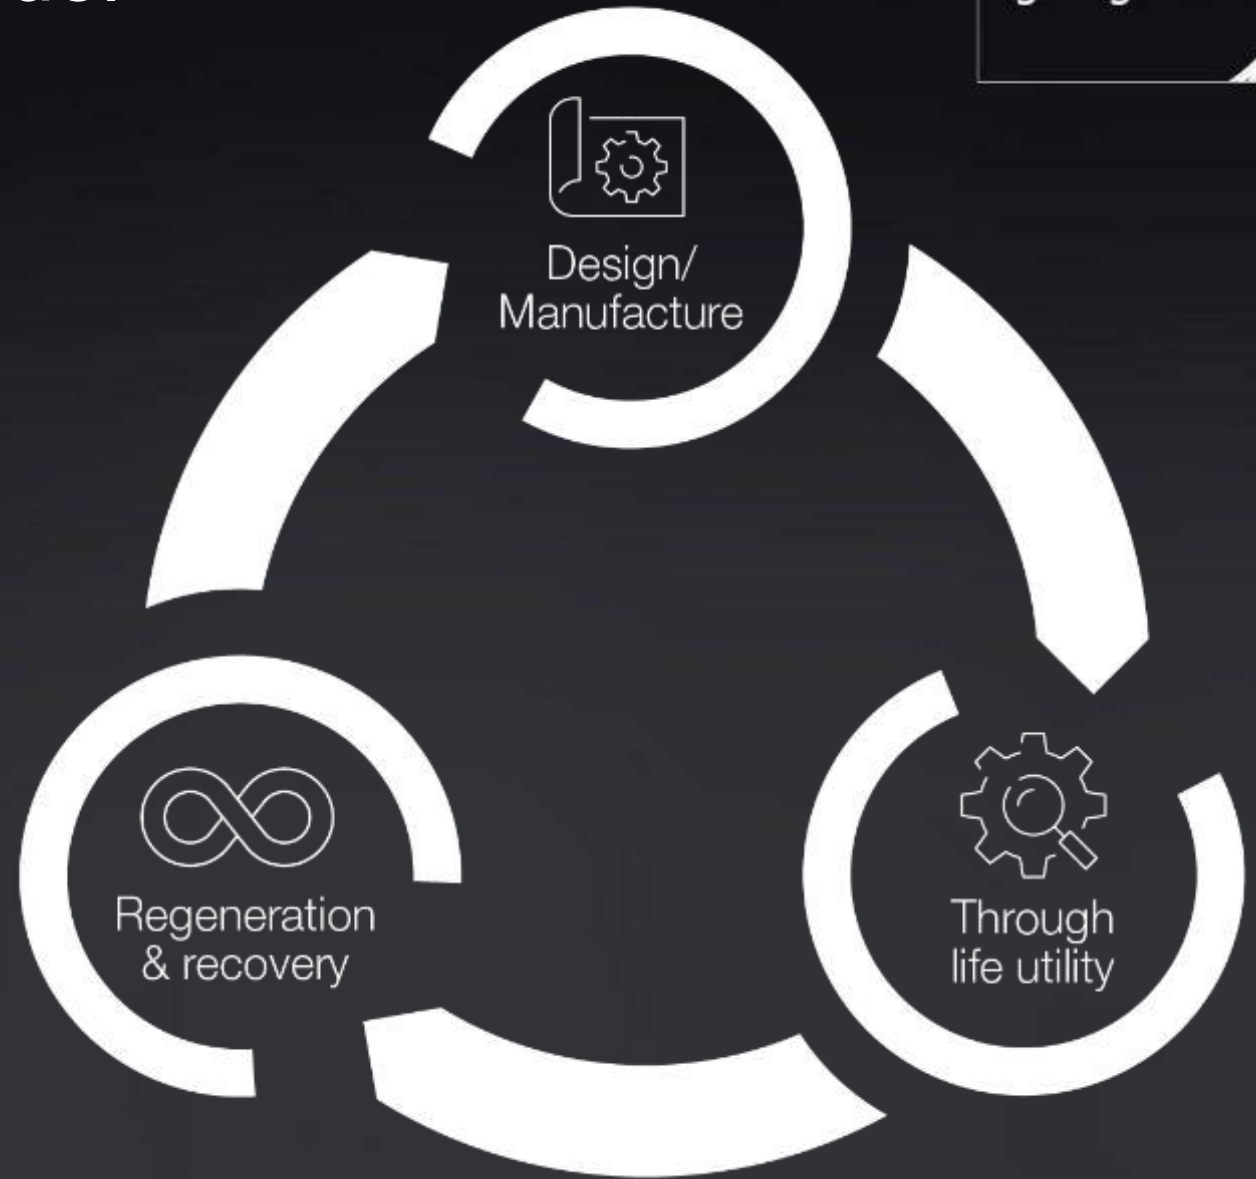 Design/
Manufacture
Through
life utility
Regeneration
& recovery